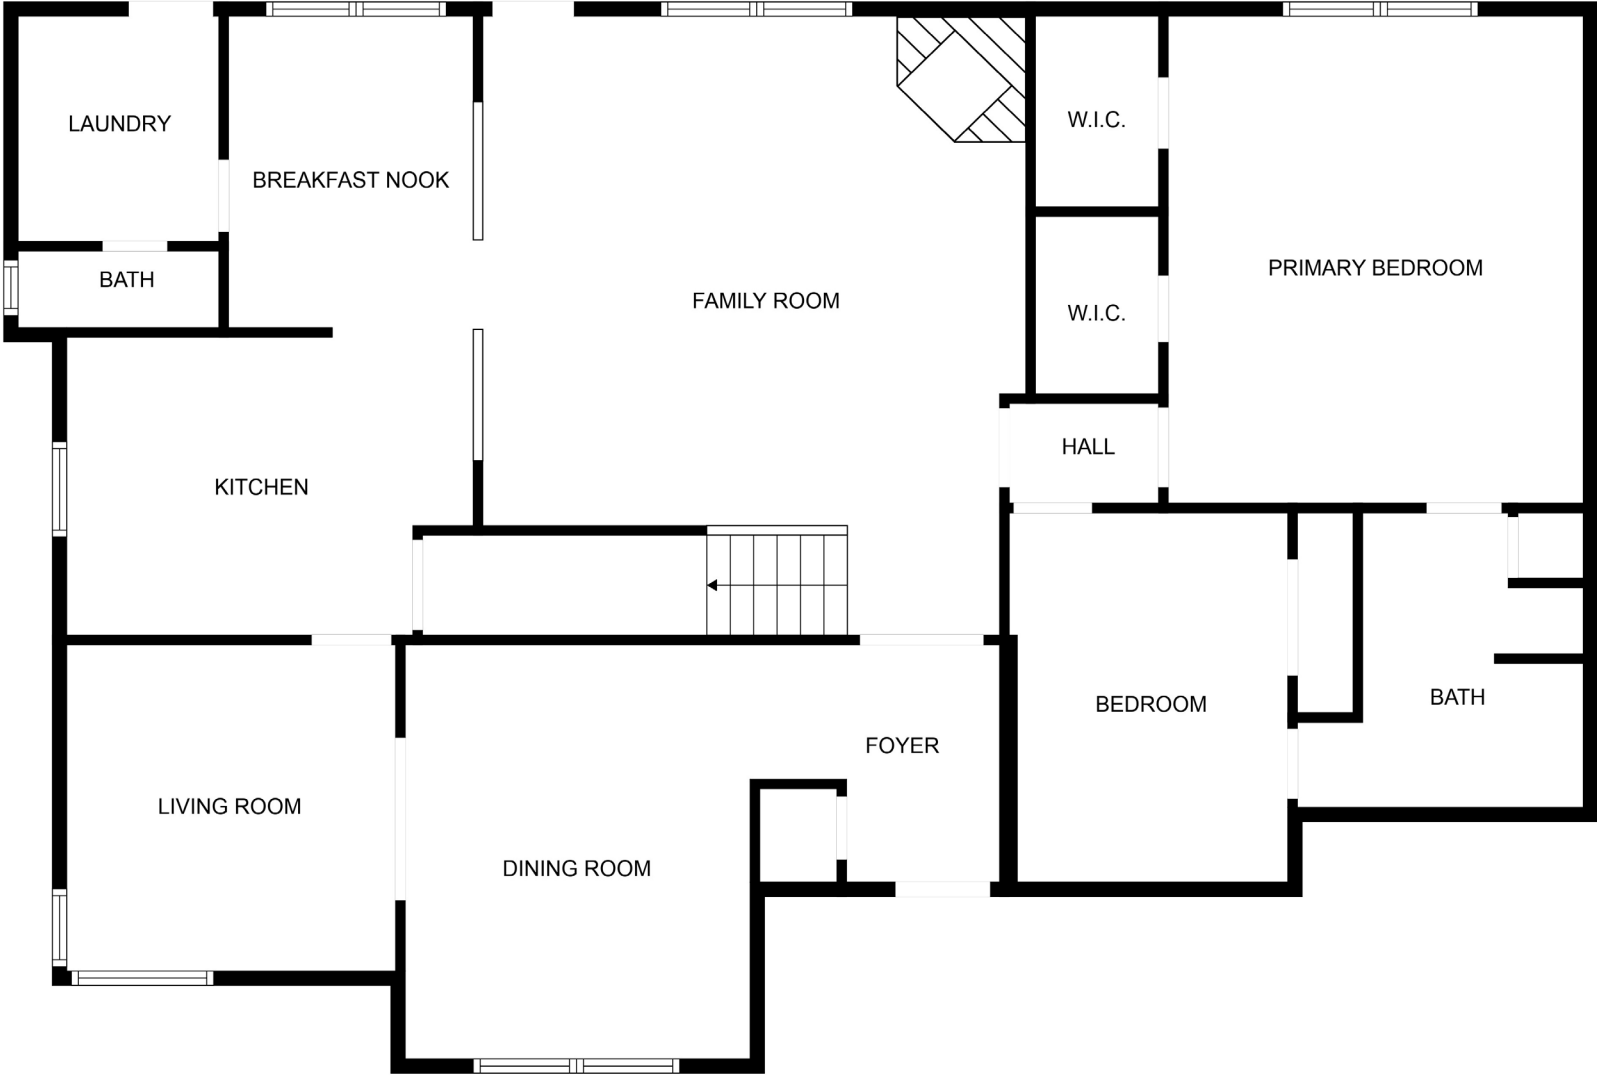 LAUNDRY
W.I.C.
BREAKFAST NOOK
PRIMARY BEDROOM
BATH
FAMILY ROOM
W.I.C.
HALL
KITCHEN
BATH
BEDROOM
FOYER
LIVING ROOM
DINING ROOM